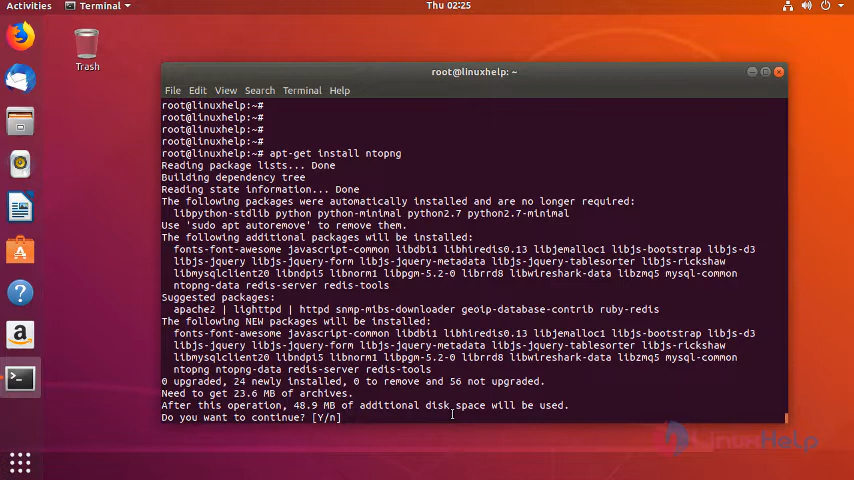 Activities Terminal Thu 02:25
Trash
root@linuxhelp: ~
File Edit View Search Terminal Help
root@linuxhelp:~#
root@linuxhelp:~#
root@linuxhelp:~#
root@linuxhelp:~#
root@linuxhelp:~# apt-get install ntopng
Reading package lists... Done
Building dependency tree
Reading state information... Done
The following packages were automatically installed and are no longer required:
libpython-stdlib python python-minimal python2.7 python2.7-minimal
Use 'sudo apt autoremove' to remove them.
The following additional packages will be installed:
fonts-font-awesome javascript-common libdbi1 libhiredis0.13 libjemalloc1 libjs-bootstrap libjs-d3
libjs-jquery libjs-jquery-form libjs-jquery-metadata libjs-jquery-tablesorter libjs-rickshaw
libmysqlclient20 libndpi5 libnorm1 libpgm-5.2-0 librrd8 libwireshark-data libzmq5 mysql-common
ntopng-data redis-server redis-tools
Suggested packages:
apache2 | lighttpd | httpd snmp-mibs-downloader geoip-database-contrib ruby-redis
The following NEW packages will be installed:
fonts-font-awesome javascript-common libdbi1 libhiredis0.13 libjemalloc1 libjs-bootstrap libjs-d3
libjs-jquery libjs-jquery-form libjs-jquery-metadata libjs-jquery-tablesorter libjs-rickshaw
libmysqlclient20 libndpi5 libnorm1 libpgm-5.2-0 librrd8 libwireshark-data libzmq5 mysql-common
ntopng ntopng-data redis-server redis-tools
0 upgraded, 24 newly installed, 0 to remove and 56 not upgraded.
Need to get 23.6 MB of archives.
After this operation, 48.9 MB of additional disk space will be used.
Do you want to continue? [Y/n]
LinuxHelp